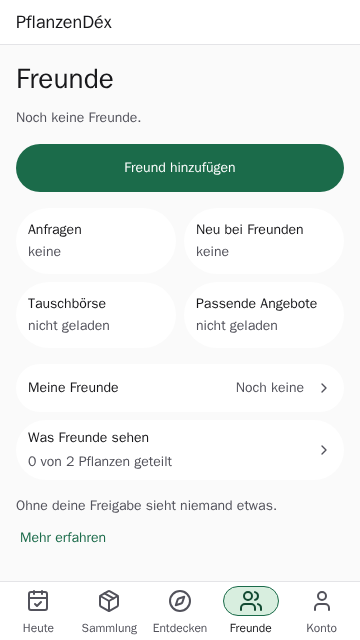 PflanzenDéx
Freunde
Noch keine Freunde.
Freund hinzufügen
Anfragen
keine
Neu bei Freunden
keine
Tauschbörse
nicht geladen
Passende Angebote
nicht geladen
Meine Freunde
Noch keine
Was Freunde sehen
0 von 2 Pflanzen geteilt
Ohne deine Freigabe sieht niemand etwas.
Mehr erfahren
Heute
Sammlung
Entdecken
Freunde
Konto